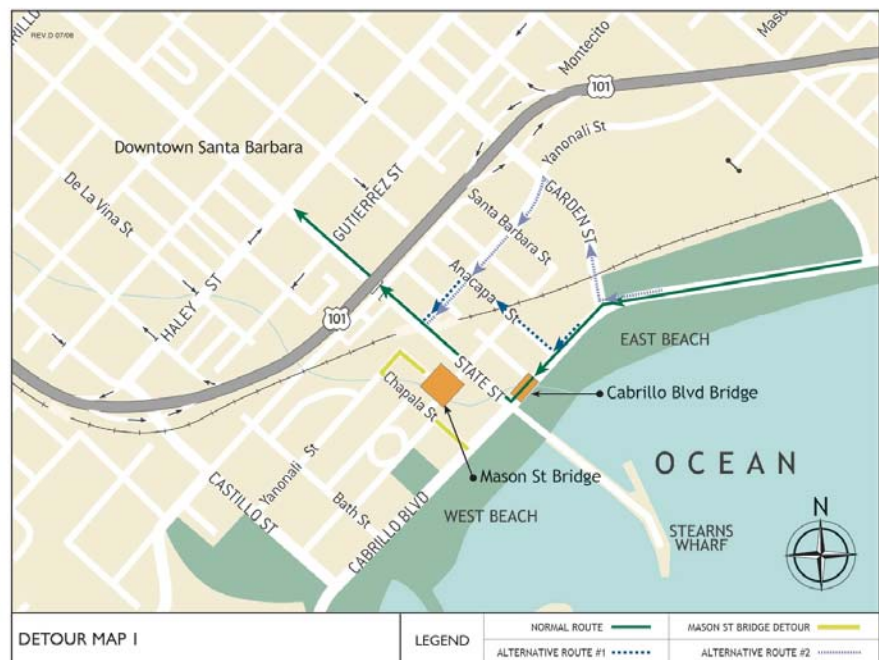 CARRILLO
REV.D 07/08
Montecito
101
Downtown Santa Barbara
Yanonali St
De La Vina St
GUTIERREZ ST
Santa Barbara St
GARDEN ST
Anacapa St
HALEY ST
101
EAST BEACH
STATE ST
Chapala St
Cabrillo Blvd Bridge
OCEAN
Mason St Bridge
Yanonali St
CASTILLO ST
Bath St
CABRILLO BLVD
WEST BEACH
STEARNS
WHARF
N
DETOUR MAP I
LEGEND
NORMAL ROUTE
MASON ST BRIDGE DETOUR
ALTERNATIVE ROUTE #1
ALTERNATIVE ROUTE #2